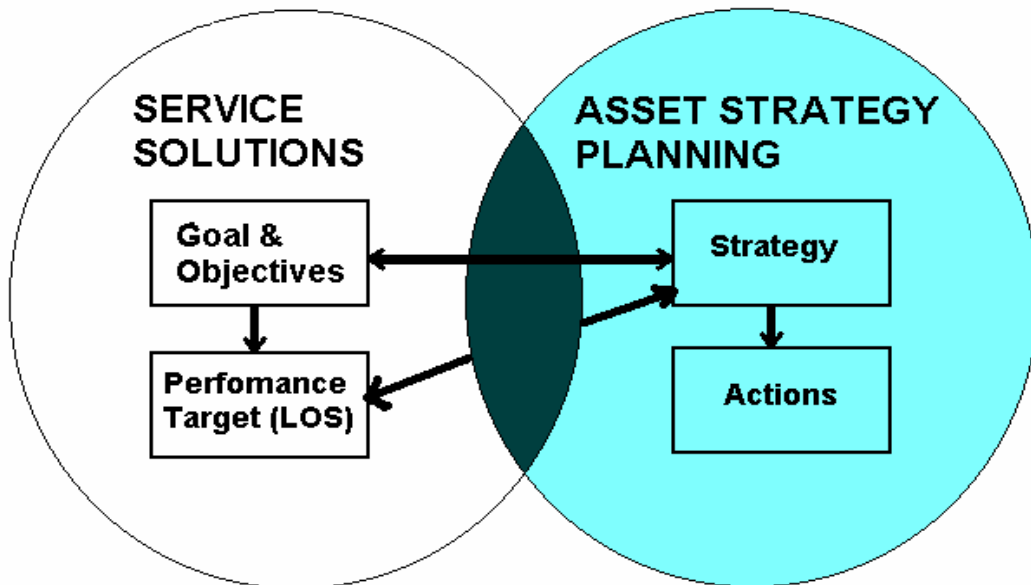 SERVICE
SOLUTIONS
Goal &
Objectives
Perfomance
Target (LOS)
ASSET STRATEGY
PLANNING
Strategy
Actions